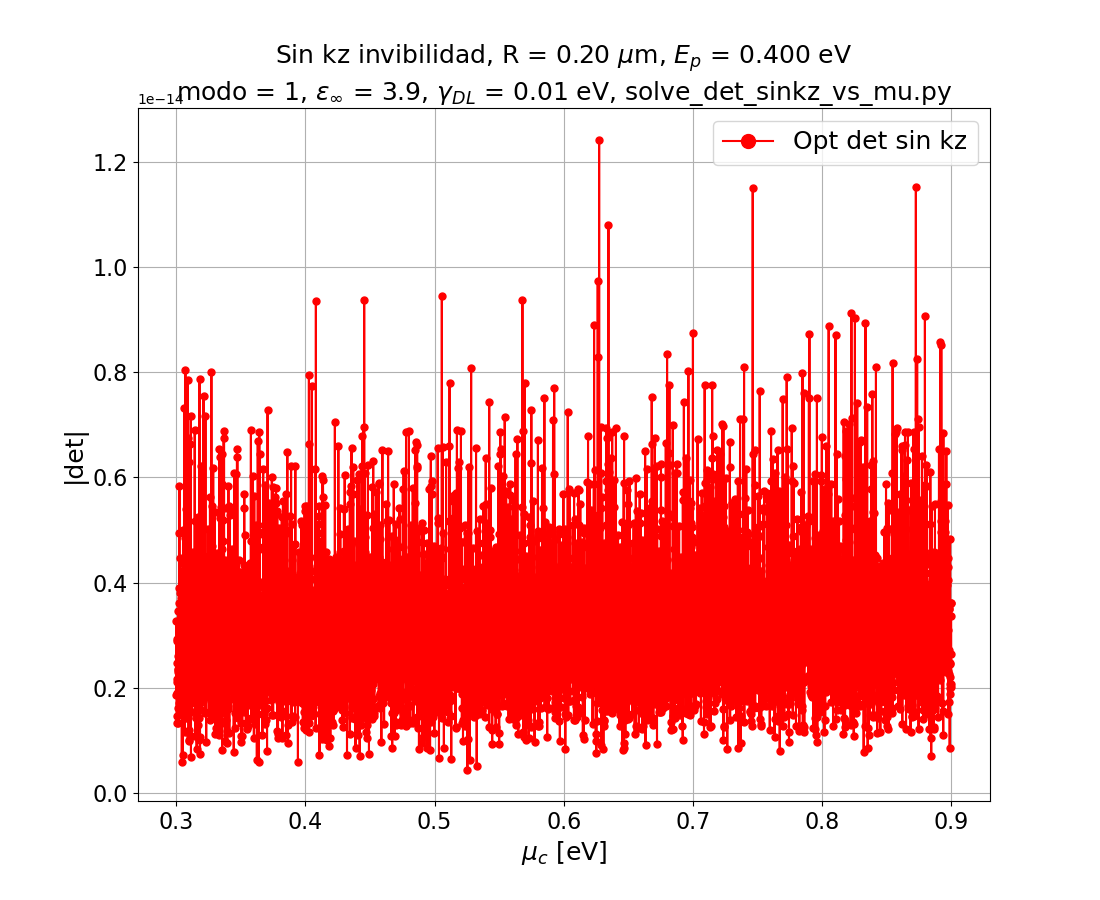 Sin kz invibilidad, R = 0.20 μm, Eₚ = 0.400 eV
modo = 1, ε∞ = 3.9, γ_DL = 0.01 eV, solve_det_sinkz_vs_mu.py
1e−14
Opt det sin kz
1.2
1.0
0.8
0.6
0.4
0.2
0.0
|det|
0.3 0.4 0.5 0.6 0.7 0.8 0.9
μ_c [eV]